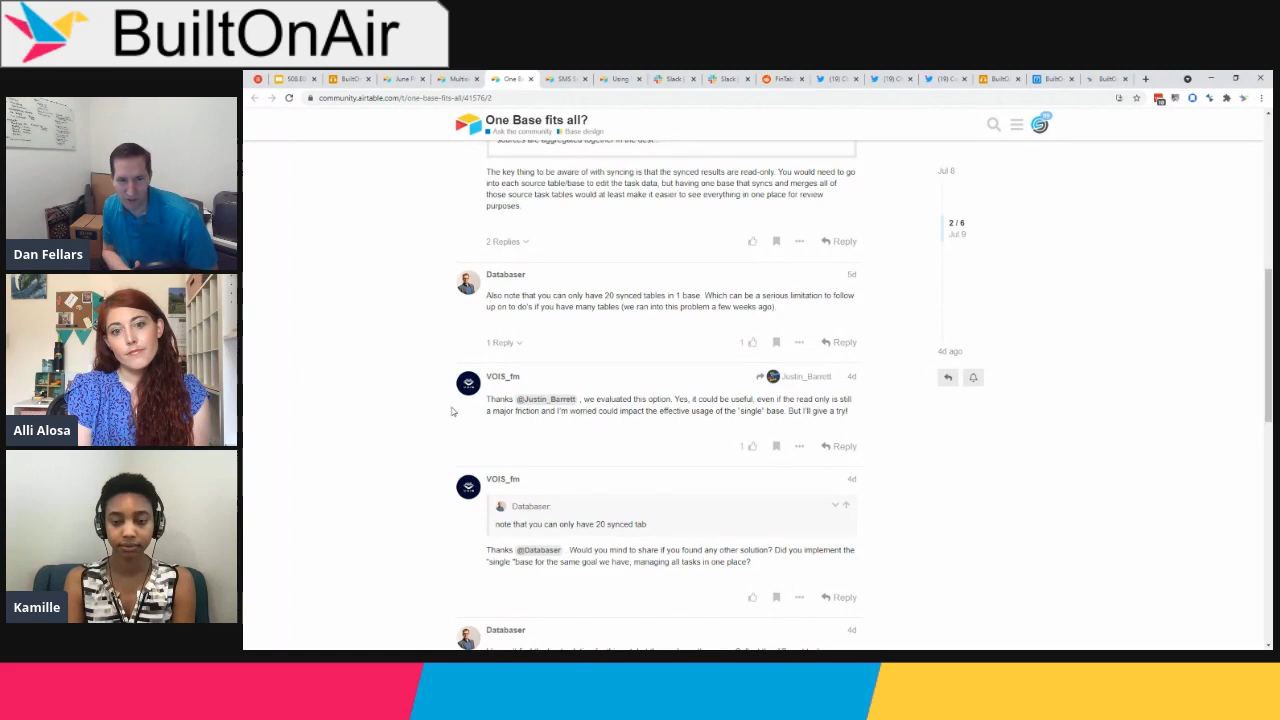 BuiltOnAir
Dan Fellars
Alli Alosa
Kamille
community.airtable.com/t/one-base-fits-all/41576/2
One Base fits all?
Ask the community Base design
The key thing to be aware of with syncing is that the synced results are read-only. You would need to go
into each source table/base to edit the task data, but having one base that syncs and merges all of
those source task tables would at least make it easier to see everything in one place for review
purposes.
2 Replies
Reply
Databaser
5d
Also note that you can only have 20 synced tables in 1 base. Which can be a serious limitation to follow
up on to do's if you have many tables (we ran into this problem a few weeks ago).
1 Reply
1
Reply
VOIS_fm
Justin_Barrett
4d
Thanks @Justin_Barrett , we evaluated this option. Yes, it could be useful, even if the read only is still
a major friction and I'm worried could impact the effective usage of the "single" base. But I'll give a try!
1
Reply
VOIS_fm
4d
Databaser:
note that you can only have 20 synced tab
Thanks @Databaser Would you mind to share if you found any other solution? Did you implement the
"single "base for the same goal we have, managing all tasks in one place?
Reply
Databaser
4d
Jul 8
2 / 6
Jul 9
4d ago